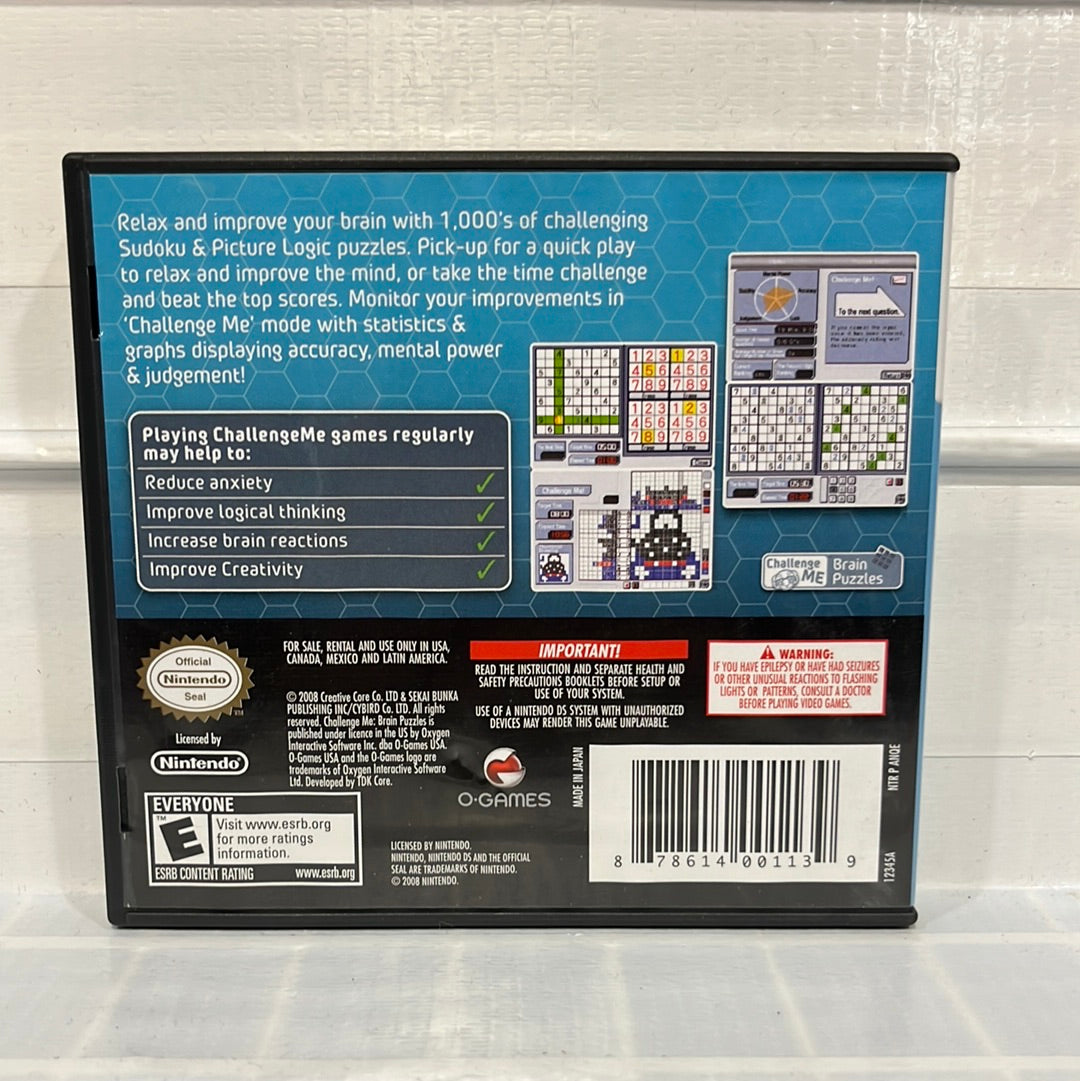 Relax and improve your brain with 1,000's of challenging
Sudoku & Picture Logic puzzles. Pick-up for a quick play
to relax and improve the mind, or take the time challenge
and beat the top scores. Monitor your improvements in
'Challenge Me' mode with statistics &
graphs displaying accuracy, mental power
& judgement!
Playing ChallengeMe games regularly
may help to:
Reduce anxiety
Improve logical thinking
Increase brain reactions
Improve Creativity
Challenge Me!
To the next question.
Challenge Me!
Challenge
ME
Brain
Puzzles
Official
Nintendo
Seal
Licensed by
Nintendo
EVERYONE
E
Visit www.esrb.org
for more ratings
information.
ESRB CONTENT RATING
www.esrb.org
FOR SALE, RENTAL AND USE ONLY IN USA,
CANADA, MEXICO AND LATIN AMERICA.
© 2008 Creative Core Co. LTD & SEKAI BUNKA
PUBLISHING INC/CYBIRD Co. LTD. All rights
reserved. Challenge Me: Brain Puzzles is
published under licence in the US by Oxygen
Interactive Software Inc. dba O-Games USA.
O-Games USA and the O-Games logo are
trademarks of Oxygen Interactive Software
Ltd. Developed by TDK Core.
IMPORTANT!
READ THE INSTRUCTION AND SEPARATE HEALTH AND
SAFETY PRECAUTIONS BOOKLETS BEFORE SETUP OR
USE OF YOUR SYSTEM.
USE OF A NINTENDO DS SYSTEM WITH UNAUTHORIZED
DEVICES MAY RENDER THIS GAME UNPLAYABLE.
O·GAMES
LICENSED BY NINTENDO.
NINTENDO, NINTENDO DS AND THE OFFICIAL
SEAL ARE TRADEMARKS OF NINTENDO.
© 2008 NINTENDO.
WARNING:
IF YOU HAVE EPILEPSY OR HAVE HAD SEIZURES
OR OTHER UNUSUAL REACTIONS TO FLASHING
LIGHTS OR PATTERNS, CONSULT A DOCTOR
BEFORE PLAYING VIDEO GAMES.
MADE IN JAPAN
8 78614 00113 9
NTR P ANQE
12345A